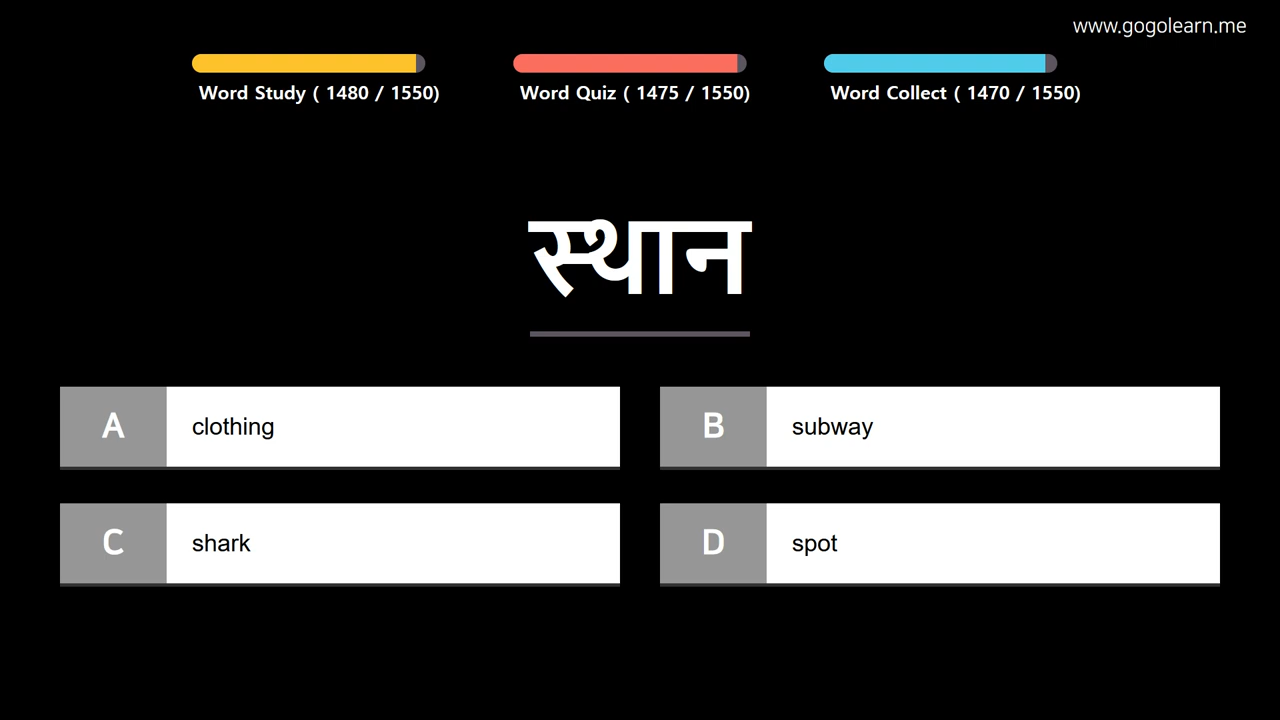 www.gogolearn.me
Word Study ( 1480 / 1550)
Word Quiz ( 1475 / 1550)
Word Collect ( 1470 / 1550)
स्थान
A clothing
B subway
C shark
D spot